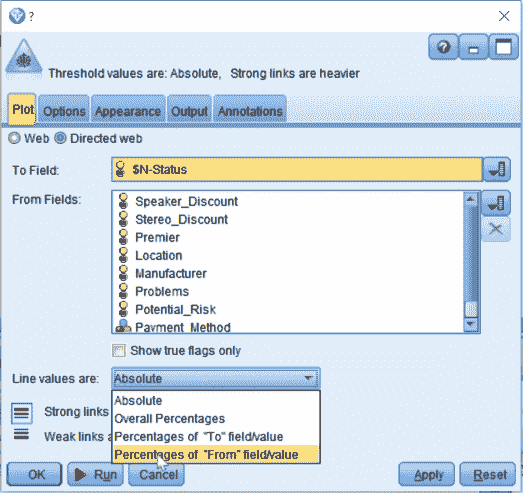 ?
Threshold values are: Absolute, Strong links are heavier
Plot Options Appearance Output Annotations
Web Directed web
To Field: $N-Status
From Fields: Speaker_Discount
Stereo_Discount
Premier
Location
Manufacturer
Problems
Potential_Risk
Payment_Method
Show true flags only
Line values are: Absolute
Absolute
Strong links
Overall Percentages
Percentages of "To" field/value
Weak links
Percentages of "From" field/value
OK Run Cancel Apply Reset